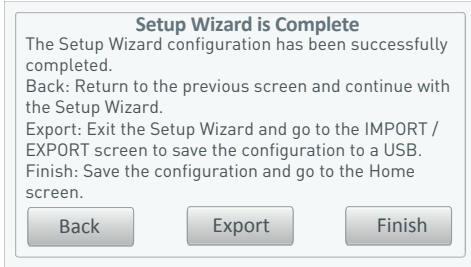 Setup Wizard is Complete
The Setup Wizard configuration has been successfully
completed.
Back: Return to the previous screen and continue with
the Setup Wizard.
Export: Exit the Setup Wizard and go to the IMPORT /
EXPORT screen to save the configuration to a USB.
Finish: Save the configuration and go to the Home
screen.
Back Export Finish